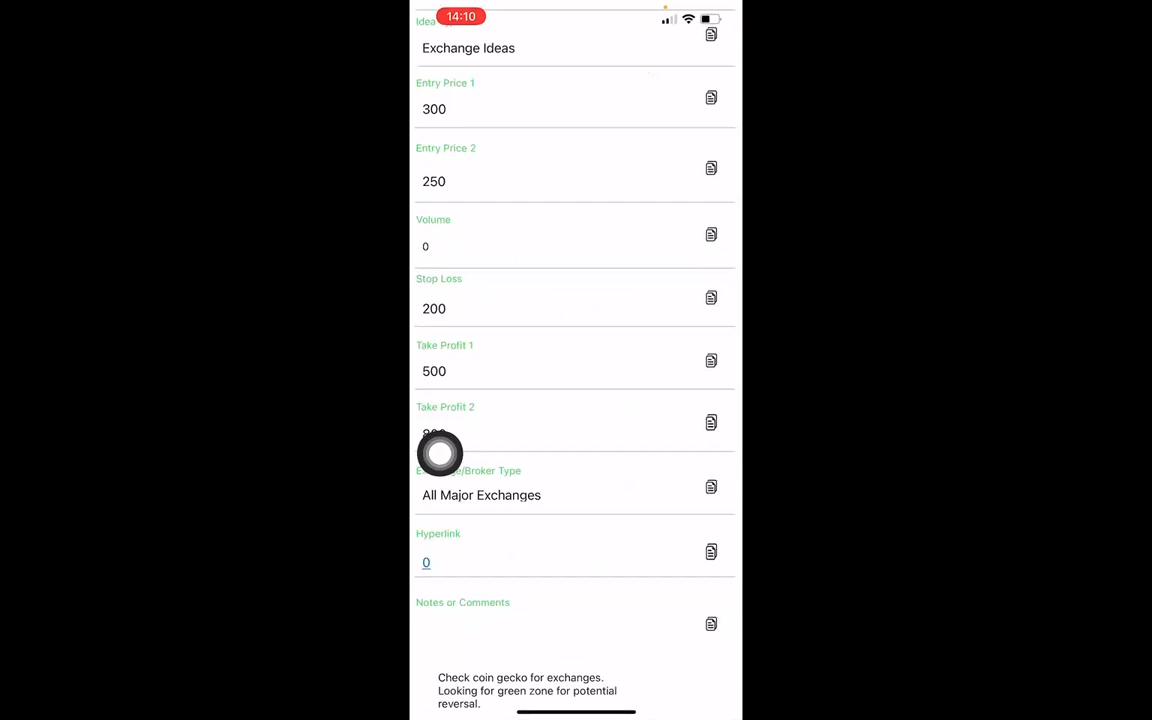 14:10
Idea
Exchange Ideas
Entry Price 1
300
Entry Price 2
250
Volume
0
Stop Loss
200
Take Profit 1
500
Take Profit 2
/Broker Type
All Major Exchanges
Hyperlink
0
Notes or Comments
Check coin gecko for exchanges.
Looking for green zone for potential
reversal.